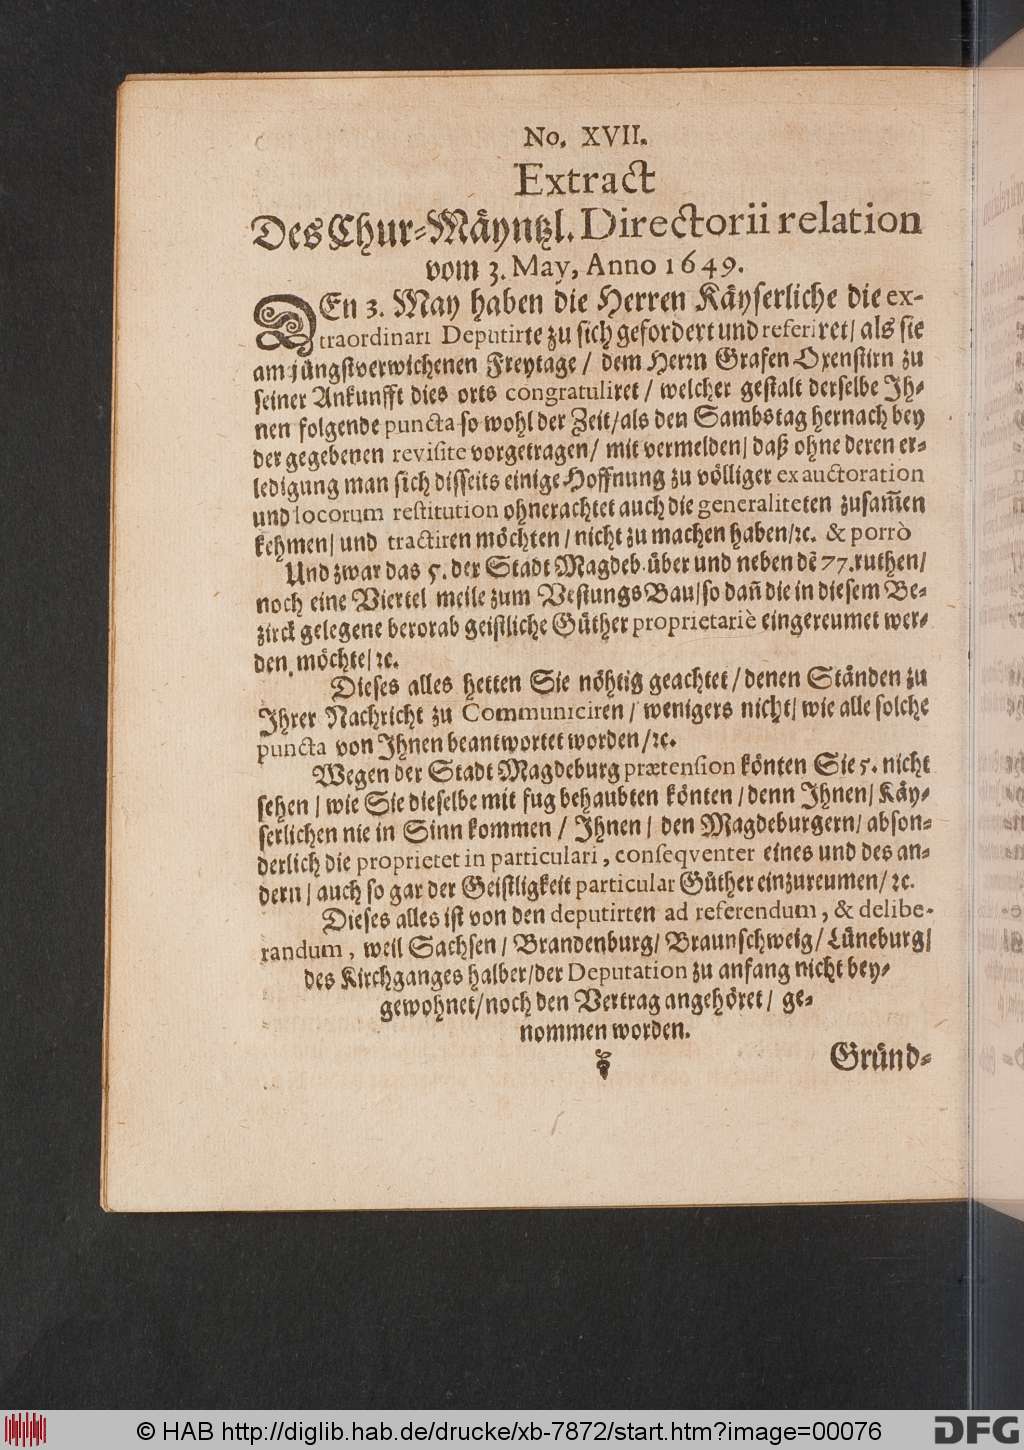 No. XVII.
Extract
Des Chur-Mäyntzl. Directorii relation
vom 3. May, Anno 1649.
DEn 3. May haben die Herren Käyserliche die ex-
traordinari Deputirte zu sich gefordert und referiret/ als sie
am jüngstverwichenen Freytage / dem Herrn Grafen Oxenstirn zu
seiner Ankunfft dies orts congratuliret / welcher gestalt derselbe Ih-
nen folgende puncta so wohl der Zeit/als den Sambstag hernach bey
der gegebenen revisite vorgetragen/ mit vermelden/ daß ohne deren er-
ledigung man sich disseits einige Hoffnung zu völliger exauctoration
und locorum restitution ohnerachtet auch die generaliteten zusam̄en
kehmen/ und tractiren möchten / nicht zu machen haben/ꝛc. & porrò
Und zwar das 5. der Stadt Magdeb. über und neben dẽ 77. ruthen/
noch eine Viertel meile zum Vestungs Bau/so dañ die in diesem Be-
zirck gelegene berorab geistliche Güther proprietariè eingereumet wer-
den möchte/ꝛc.
Dieses alles hetten Sie nöhtig geachtet / denen Ständen zu
Ihrer Nachricht zu Communiciren / wenigers nicht/ wie alle solche
puncta von Ihnen beantwortet worden /ꝛc.
Wegen der Stadt Magdeburg prætension könten Sie 5. nicht
sehen / wie Sie dieselbe mit fug behaubten könten / denn Ihnen/ Käy-
serlichen nie in Sinn kommen / Ihnen / den Magdeburgern/ abson-
derlich die proprietet in particulari, conseqventer eines und des an-
dern / auch so gar der Geistligkeit particular Güther einzureumen/ ꝛc.
Dieses alles ist von den deputirten ad referendum, & delibe-
randum, weil Sachsen / Brandenburg/ Braunschweig/ Lüneburg/
des Kirchganges halber/der Deputation zu anfang nicht bey-
gewohnet/noch den Vertrag angehöret / ge-
nommen worden.
Gründ-
© HAB http://diglib.hab.de/drucke/xb-7872/start.htm?image=00076
DFG